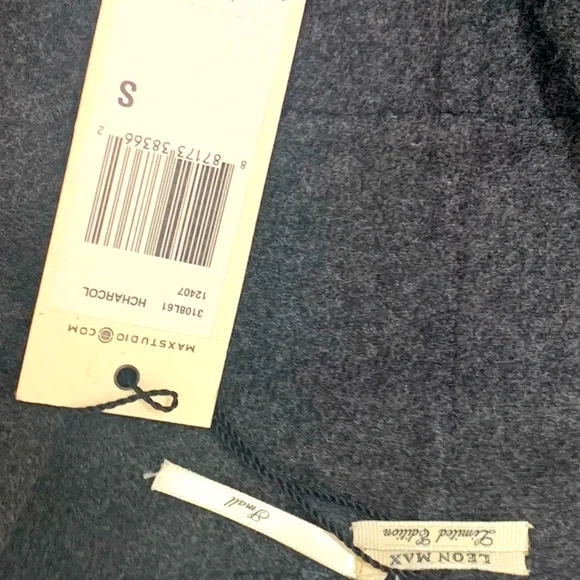 MAXSTUDIO.COM
3108L61 HCHARCOL
12407
8 87173 38366 2
S
Small
LEON MAX
Limited Edition